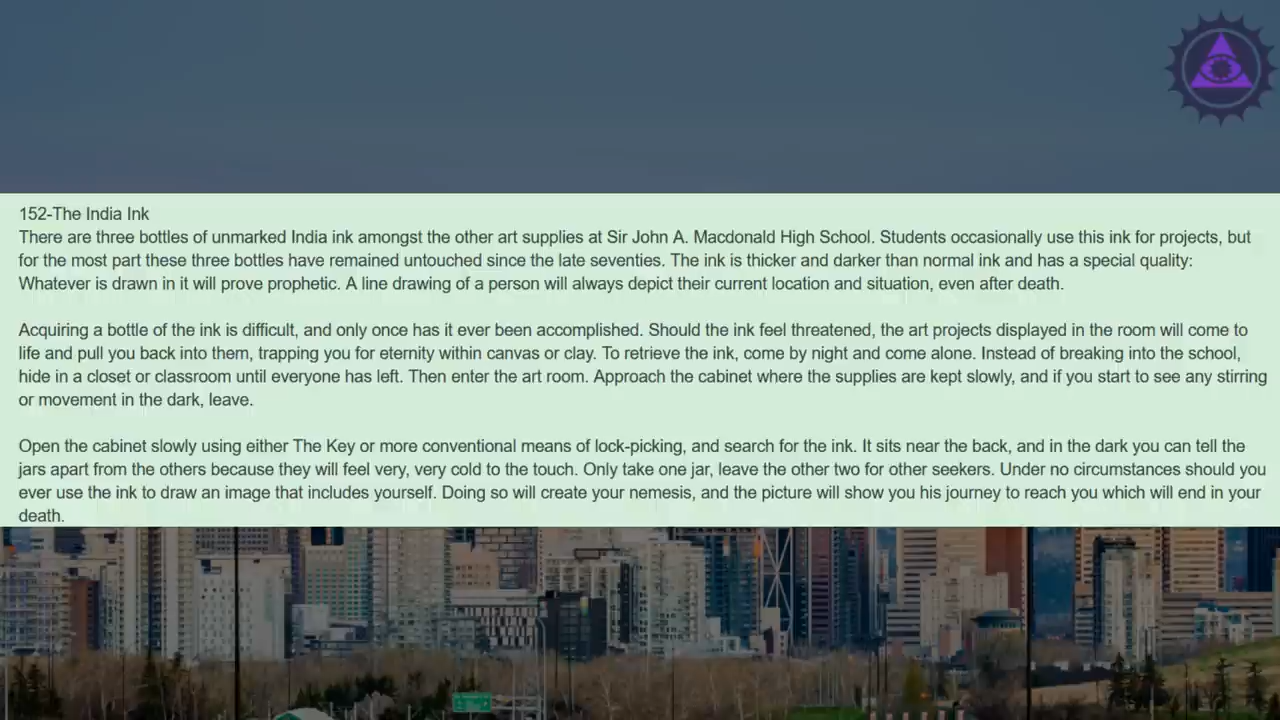 152-The India Ink
There are three bottles of unmarked India ink amongst the other art supplies at Sir John A. Macdonald High School. Students occasionally use this ink for projects, but
for the most part these three bottles have remained untouched since the late seventies. The ink is thicker and darker than normal ink and has a special quality:
Whatever is drawn in it will prove prophetic. A line drawing of a person will always depict their current location and situation, even after death.
Acquiring a bottle of the ink is difficult, and only once has it ever been accomplished. Should the ink feel threatened, the art projects displayed in the room will come to
life and pull you back into them, trapping you for eternity within canvas or clay. To retrieve the ink, come by night and come alone. Instead of breaking into the school,
hide in a closet or classroom until everyone has left. Then enter the art room. Approach the cabinet where the supplies are kept slowly, and if you start to see any stirring
or movement in the dark, leave.
Open the cabinet slowly using either The Key or more conventional means of lock-picking, and search for the ink. It sits near the back, and in the dark you can tell the
jars apart from the others because they will feel very, very cold to the touch. Only take one jar, leave the other two for other seekers. Under no circumstances should you
ever use the ink to draw an image that includes yourself. Doing so will create your nemesis, and the picture will show you his journey to reach you which will end in your
death.